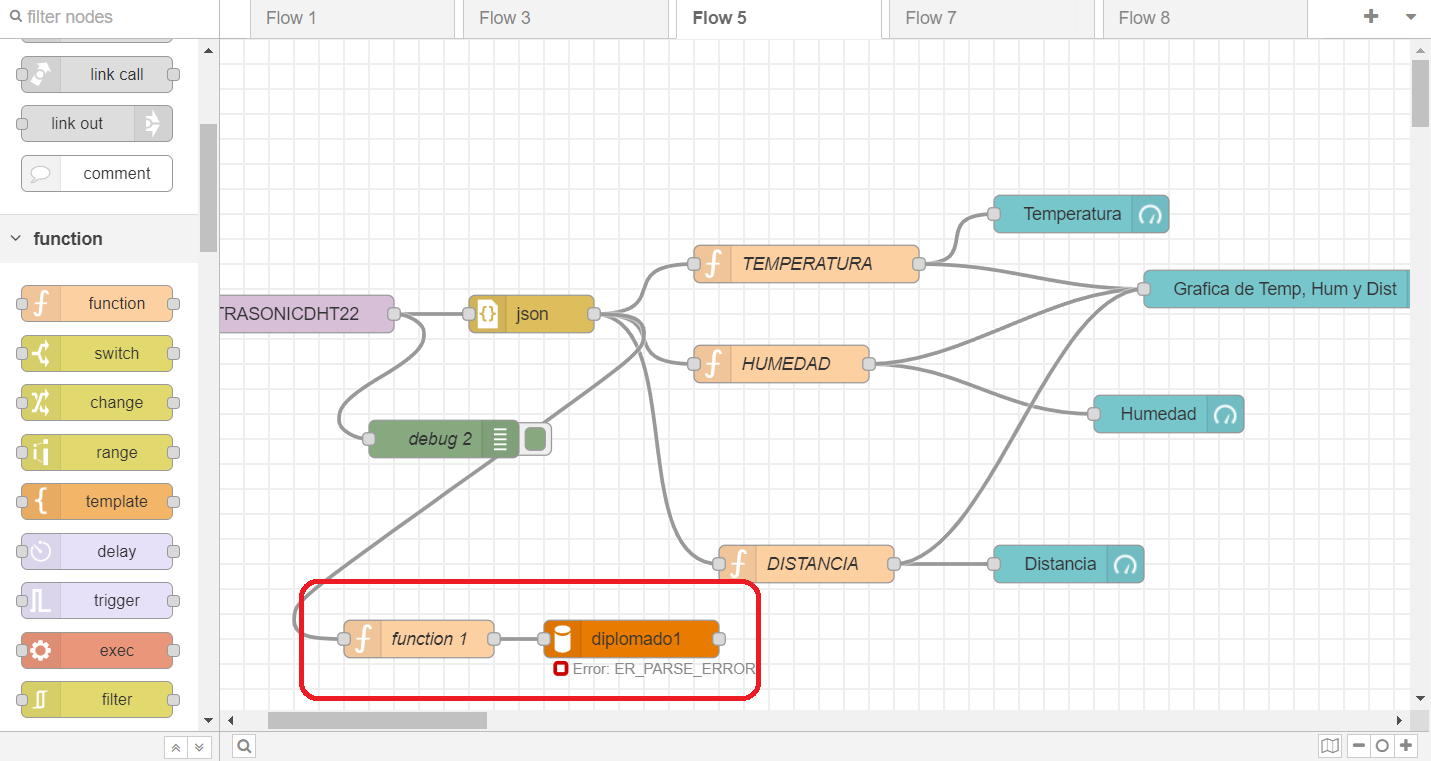 filter nodes
Flow 1
Flow 3
Flow 5
Flow 7
Flow 8
link call
link out
comment
function
function
switch
change
range
template
delay
trigger
exec
filter
TRASONICDHT22
json
debug 2
TEMPERATURA
HUMEDAD
DISTANCIA
Temperatura
Grafica de Temp, Hum y Dist
Humedad
Distancia
function 1
diplomado1
Error: ER_PARSE_ERROR